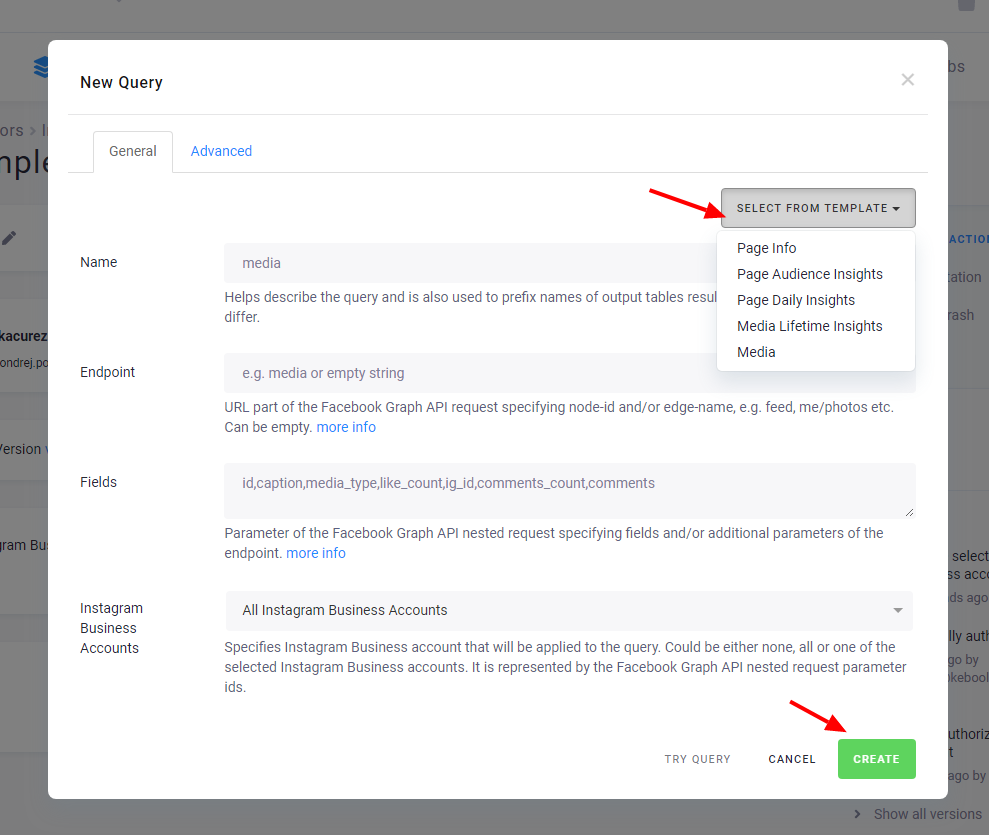 New Query
General
Advanced
SELECT FROM TEMPLATE
Page Info
Page Audience Insights
Page Daily Insights
Media Lifetime Insights
Media
Name
media
Helps describe the query and is also used to prefix names of output tables
differ.
Endpoint
e.g. media or empty string
URL part of the Facebook Graph API request specifying node-id and/or edge-name, e.g. feed, me/photos etc.
Can be empty. more info
Fields
id,caption,media_type,like_count,ig_id,comments_count,comments
Parameter of the Facebook Graph API nested request specifying fields and/or additional parameters of the
endpoint. more info
Instagram
Business
Accounts
All Instagram Business Accounts
Specifies Instagram Business account that will be applied to the query. Could be either none, all or one of the
selected Instagram Business accounts. It is represented by the Facebook Graph API nested request parameter
ids.
TRY QUERY
CANCEL
CREATE
Version
select
ago by
ago by
Show all versions